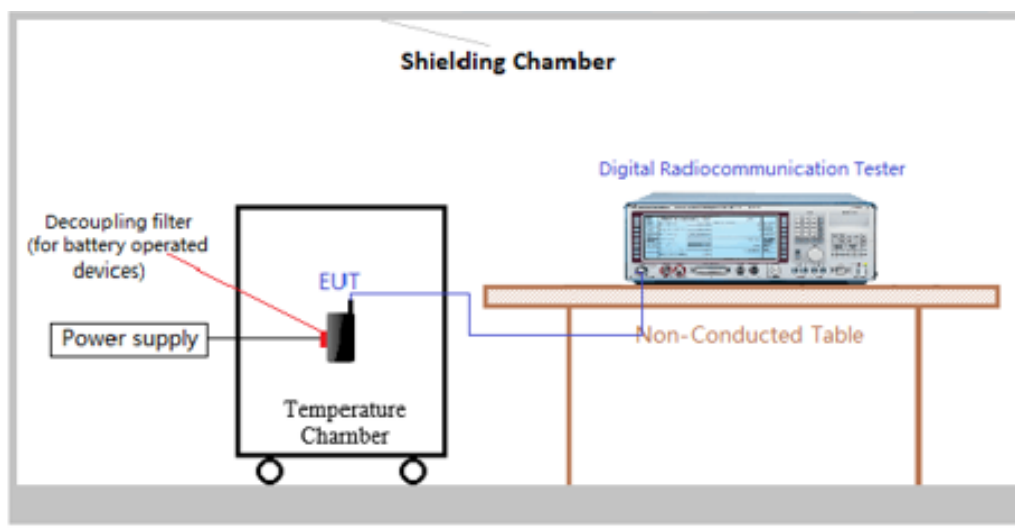 Shielding Chamber
Digital Radiocommunication Tester
Decoupling filter
(for battery operated
devices)
EUT
Power supply
Non-Conducted Table
Temperature
Chamber